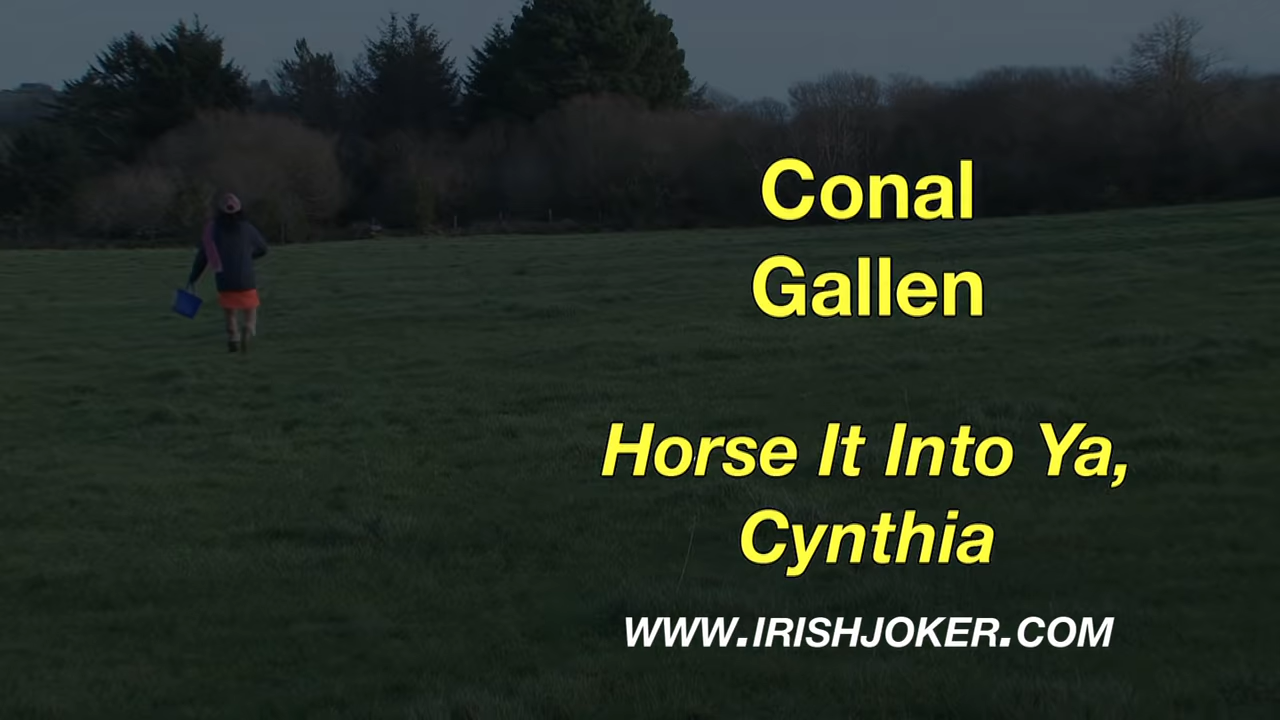 Conal
Gallen
Horse It Into Ya,
Cynthia
WWW.IRISHJOKER.COM